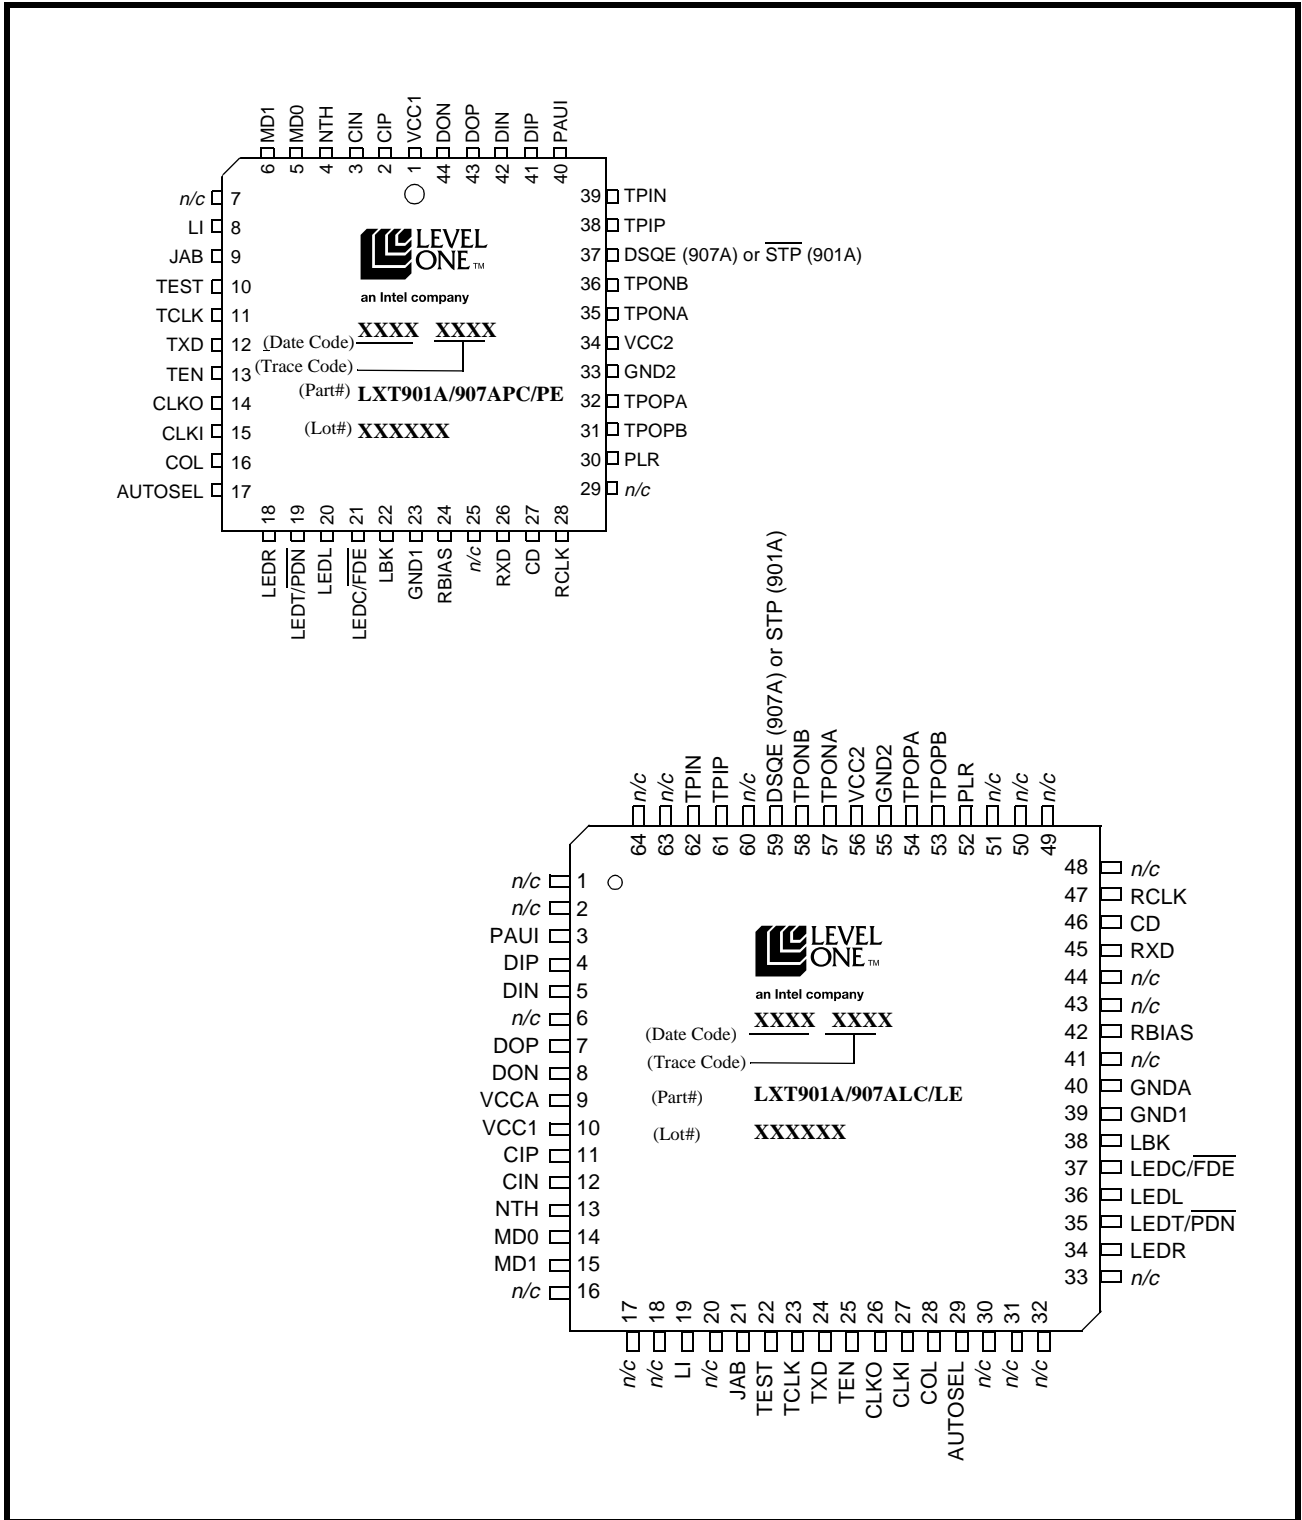 MD1
MD0
NTH
CIN
CIP
VCC1
DON
DOP
DIN
DIP
PAUI
6
5
4
3
2
1
44
43
42
41
40
n/c 7
LI 8
JAB 9
TEST 10
TCLK 11
TXD 12
TEN 13
CLKO 14
CLKI 15
COL 16
AUTOSEL 17
LEVEL
ONE TM
an Intel company
XXXX XXXX
(Date Code)
(Trace Code)
(Part#) LXT901A/907APC/PE
(Lot#) XXXXXX
39 TPIN
38 TPIP
37 DSQE (907A) or STP (901A)
36 TPONB
35 TPONA
34 VCC2
33 GND2
32 TPOPA
31 TPOPB
30 PLR
29 n/c
18
19
20
21
22
23
24
25
26
27
28
LEDR
LEDT/PDN
LEDL
LEDC/FDE
LBK
GND1
RBIAS
n/c
RXD
CD
RCLK
n/c
n/c
TPIN
TPIP
n/c
DSQE (907A) or STP (901A)
TPONB
TPONA
VCC2
GND2
TPOPA
TPOPB
PLR
n/c
n/c
n/c
64
63
62
61
60
59
58
57
56
55
54
53
52
51
50
49
n/c 1
n/c 2
PAUI 3
DIP 4
DIN 5
n/c 6
DOP 7
DON 8
VCCA 9
VCC1 10
CIP 11
CIN 12
NTH 13
MD0 14
MD1 15
n/c 16
LEVEL
ONE TM
an Intel company
XXXX XXXX
(Date Code)
(Trace Code)
(Part#) LXT901A/907ALC/LE
(Lot#) XXXXXX
48 n/c
47 RCLK
46 CD
45 RXD
44 n/c
43 n/c
42 RBIAS
41 n/c
40 GNDA
39 GND1
38 LBK
37 LEDC/FDE
36 LEDL
35 LEDT/PDN
34 LEDR
33 n/c
17
18
19
20
21
22
23
24
25
26
27
28
29
30
31
32
n/c
n/c
LI
n/c
JAB
TEST
TCLK
TXD
TEN
CLKO
CLKI
COL
AUTOSEL
n/c
n/c
n/c